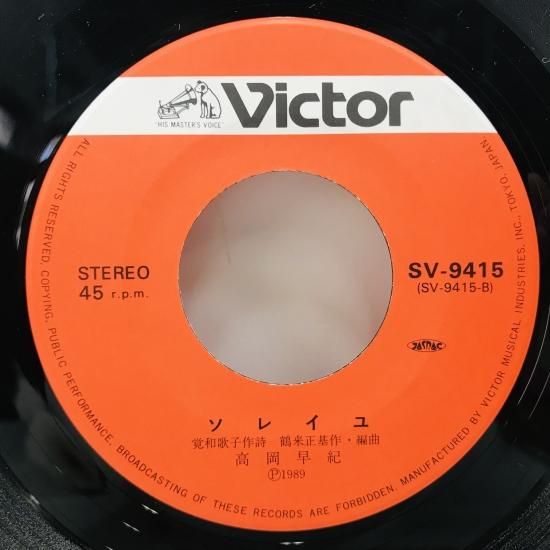 Victor
"HIS MASTER'S VOICE"
STEREO
45 r.p.m.
SV-9415
(SV-9415-B)
JASRAC
ソレイユ
覚和歌子作詩 鶴来正基作・編曲
高岡早紀
Ⓟ1989
ALL RIGHTS RESERVED. COPYING, PUBLIC PERFORMANCE, BROADCASTING OF THESE RECORDS ARE FORBIDDEN. MANUFACTURED BY VICTOR MUSICAL INDUSTRIES, INC., TOKYO, JAPAN.